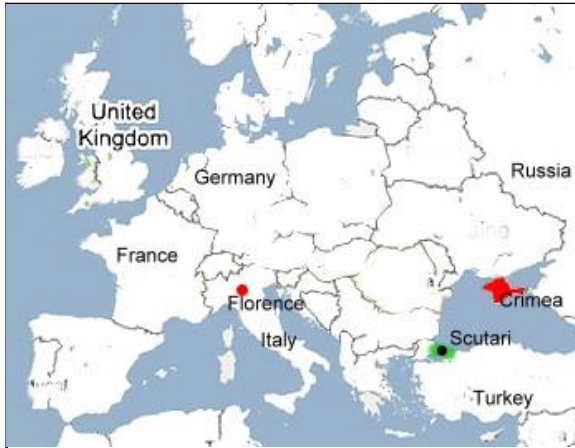 United
Kingdom
Germany
Russia
France
Florence
Crimea
Italy
Scutari
Turkey